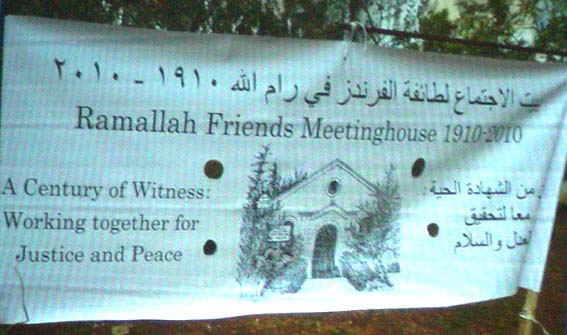 بيت الاجتماع لطائفة الفرندز في رام الله ١٩١٠ - ٢٠١٠
Ramallah Friends Meetinghouse 1910-2010
A Century of Witness:
Working together for
Justice and Peace
من الشهادة الحية:
معا لتحقيق
العدل والسلام